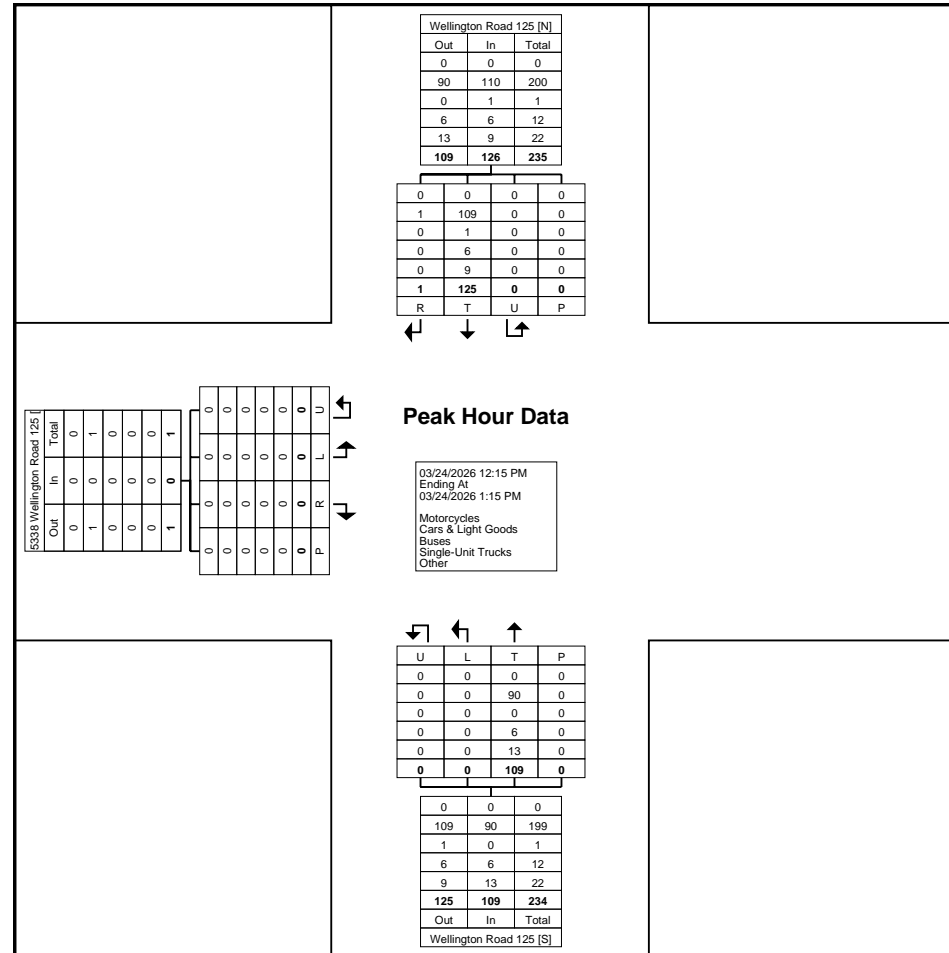 Wellington Road 125 [N]
Out In Total
0 0 0
90 110 200
0 1 1
6 6 12
13 9 22
109 126 235
0 0 0 0
1 109 0 0
0 1 0 0
0 6 0 0
0 9 0 0
1 125 0 0
R T U P
5338 Wellington Road 125 [
Out In Total
0 0 0
1 0 1
0 0 0
0 0 0
0 0 0
1 0 1
0 0 0 0
0 0 0 0
0 0 0 0
0 0 0 0
0 0 0 0
0 0 0 0
P R L U
Peak Hour Data
03/24/2026 12:15 PM
Ending At
03/24/2026 1:15 PM
Motorcycles
Cars & Light Goods
Buses
Single-Unit Trucks
Other
U L T P
0 0 0 0
0 0 90 0
0 0 0 0
0 0 6 0
0 0 13 0
0 0 109 0
0 0 0
109 90 199
1 0 1
6 6 12
9 13 22
125 109 234
Out In Total
Wellington Road 125 [S]